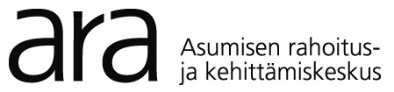 ara
Asumisen rahoitus-
ja kehittämiskeskus